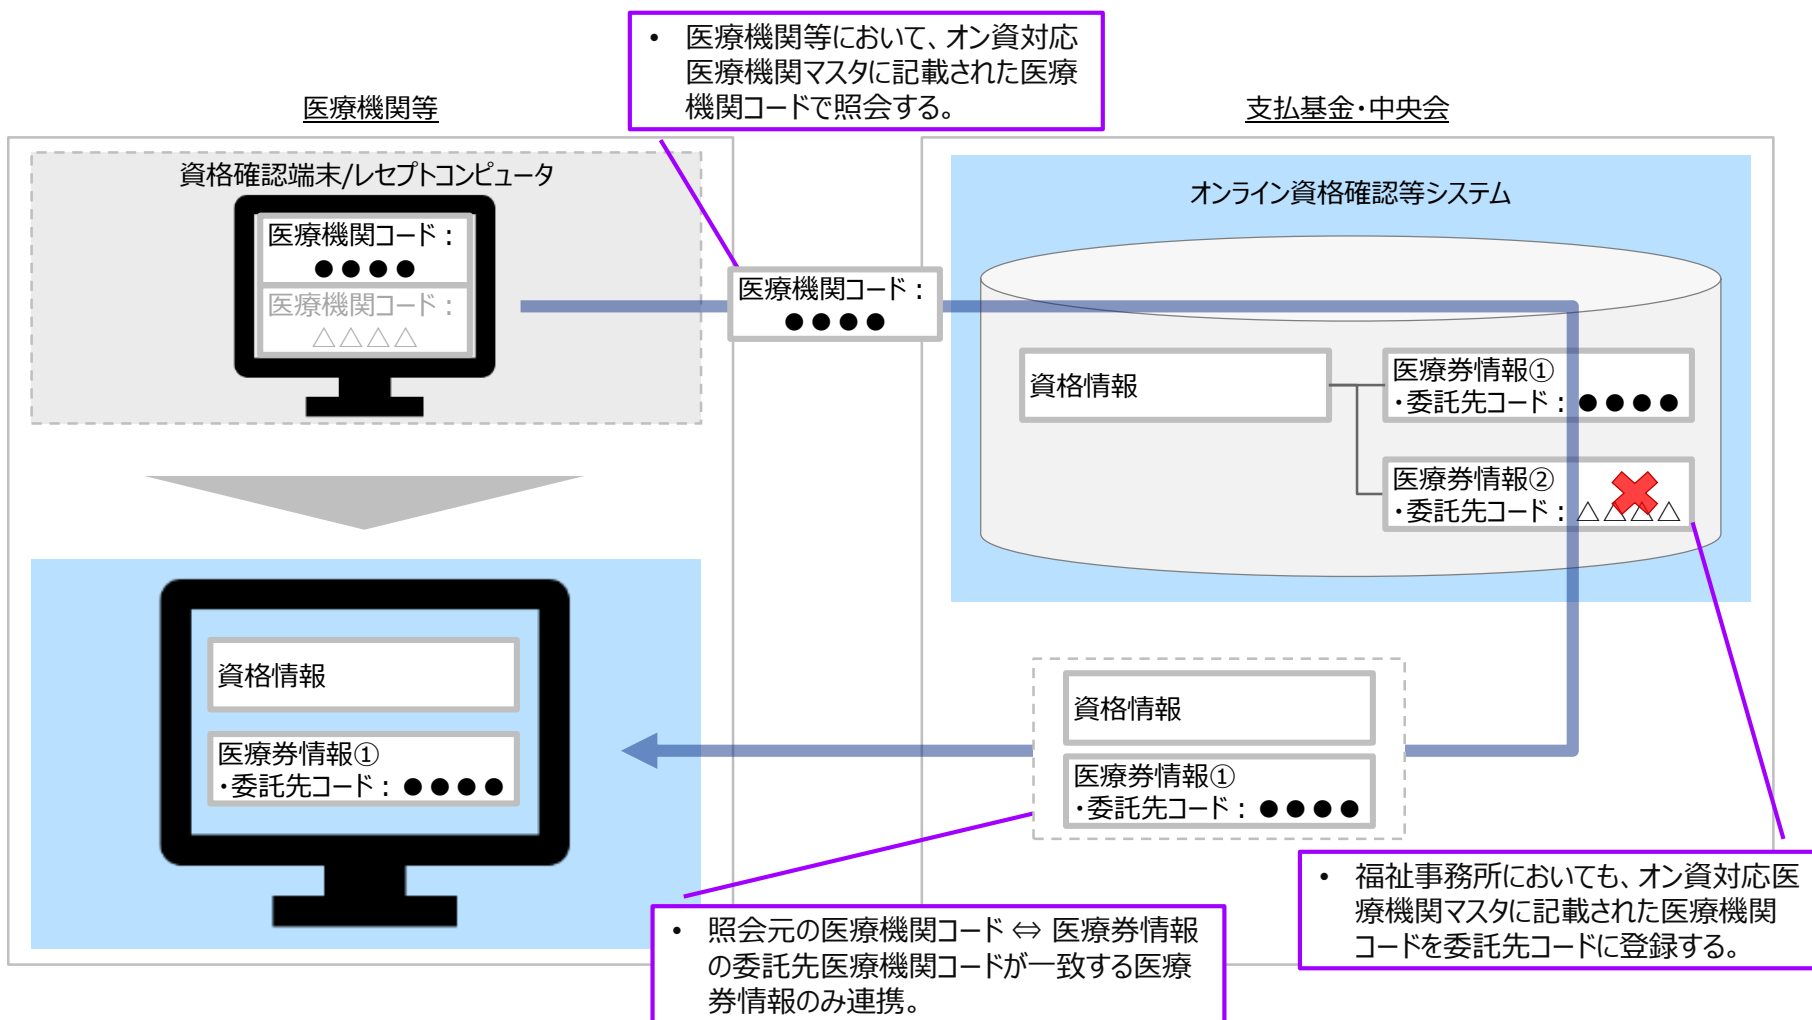 • 医療機関等において、オン資対応
医療機関マスタに記載された医療
機関コードで照会する。
医療機関等
支払基金・中央会
資格確認端末/レセプトコンピュータ
医療機関コード：
●●●●
医療機関コード：
△△△△
医療機関コード：
●●●●
オンライン資格確認等システム
資格情報
医療券情報①
・委託先コード：●●●●
医療券情報②
・委託先コード：△△△△
資格情報
医療券情報①
・委託先コード：●●●●
資格情報
医療券情報①
・委託先コード：●●●●
• 照会元の医療機関コード ⇔ 医療券情報
の委託先医療機関コードが一致する医療
券情報のみ連携。
• 福祉事務所においても、オン資対応医
療機関マスタに記載された医療機関
コードを委託先コードに登録する。